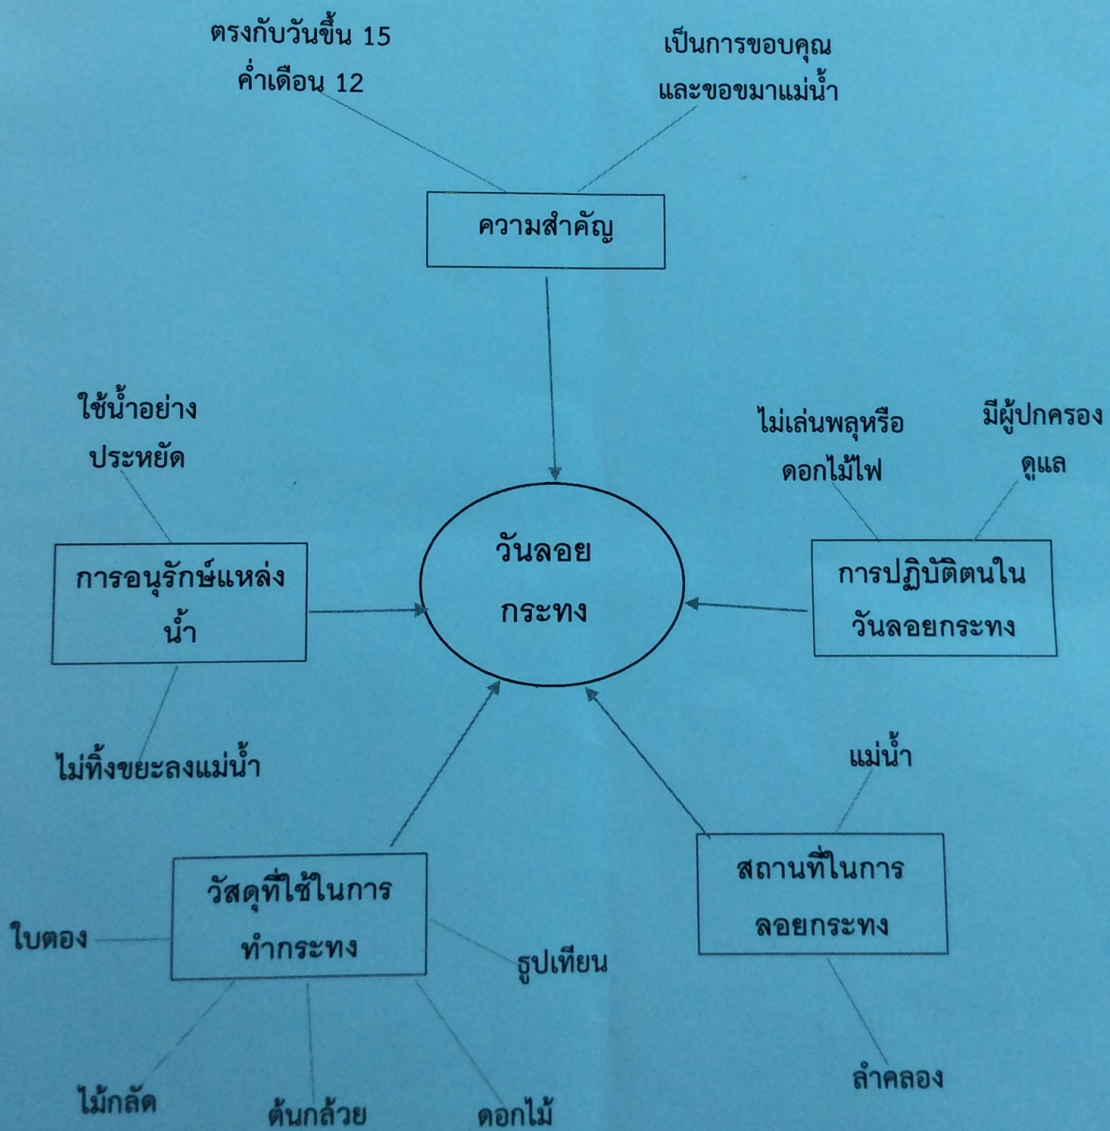 ตรงกับวันขึ้น 15
ค่ำเดือน 12
เป็นการขอบคุณ
และขอขมาแม่น้ำ
ความสำคัญ
ใช้น้ำอย่าง
ประหยัด
ไม่เล่นพลุหรือ
ดอกไม้ไฟ
มีผู้ปกครอง
ดูแล
การอนุรักษ์แหล่ง
น้ำ
วันลอย
กระทง
การปฏิบัติตนใน
วันลอยกระทง
ไม่ทิ้งขยะลงแม่น้ำ
แม่น้ำ
วัสดุที่ใช้ในการ
ทำกระทง
สถานที่ในการ
ลอยกระทง
ใบตอง
ธูปเทียน
ไม้กลัด
ต้นกล้วย
ดอกไม้
ลำคลอง